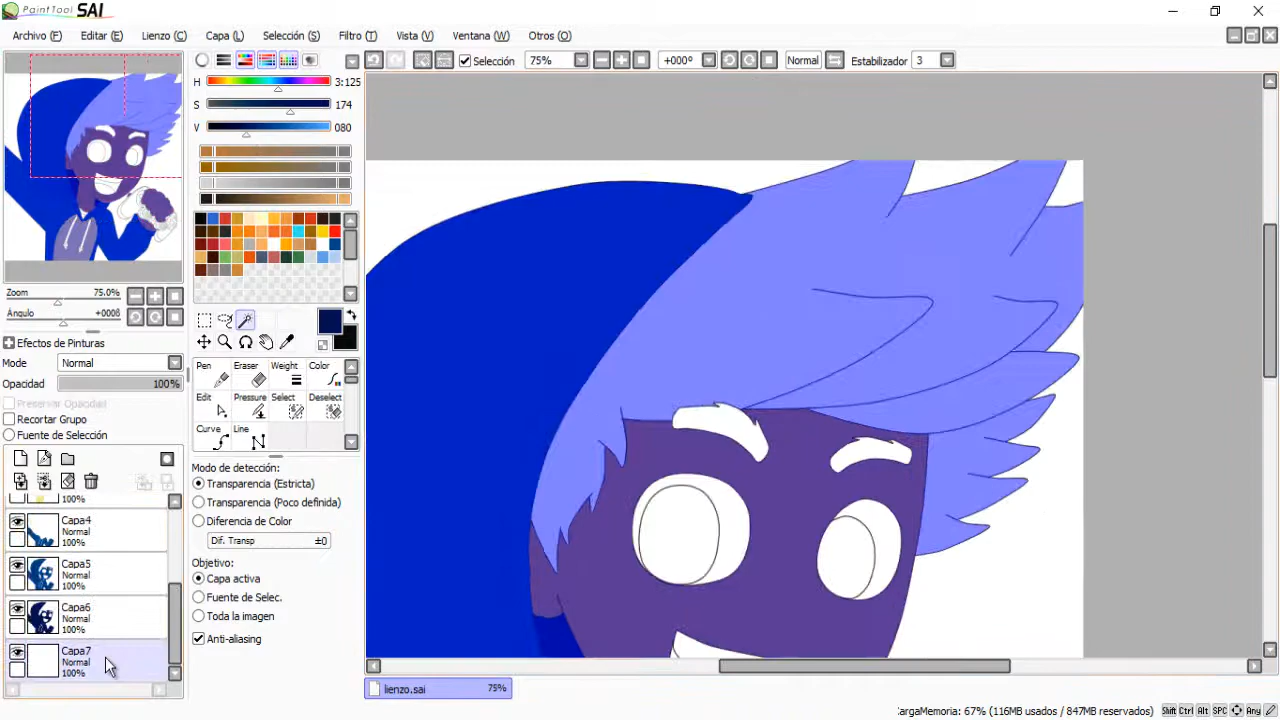 PaintTool SAI
Archivo (F) Editar (E) Lienzo (C) Capa (L) Selección (S) Filtro (T) Vista (V) Ventana (W) Otros (O)
Selección 75% +000º Normal Estabilizador 3
H 3:125
S 174
V 080
Zoom 75.0%
Ángulo +000ß
Efectos de Pinturas
Mode Normal
Opacidad 100%
Preservar Opacidad
Recortar Grupo
Fuente de Selección
Pen Eraser Weight Color
Edit Pressure Select Deselect
Curve Line
Modo de detección:
Transparencia (Estricta)
Transparencia (Poco definida)
Diferencia de Color
Dif. Transp ±0
Objetivo:
Capa activa
Fuente de Selec.
Toda la imagen
Anti-aliasing
100%
Capa4
Normal
100%
Capa5
Normal
100%
Capa6
Normal
100%
Capa7
Normal
100%
lienzo.sai 75%
CargaMemoria: 67% (116MB usados / 847MB reservados) Shift Ctrl Alt SPC Any